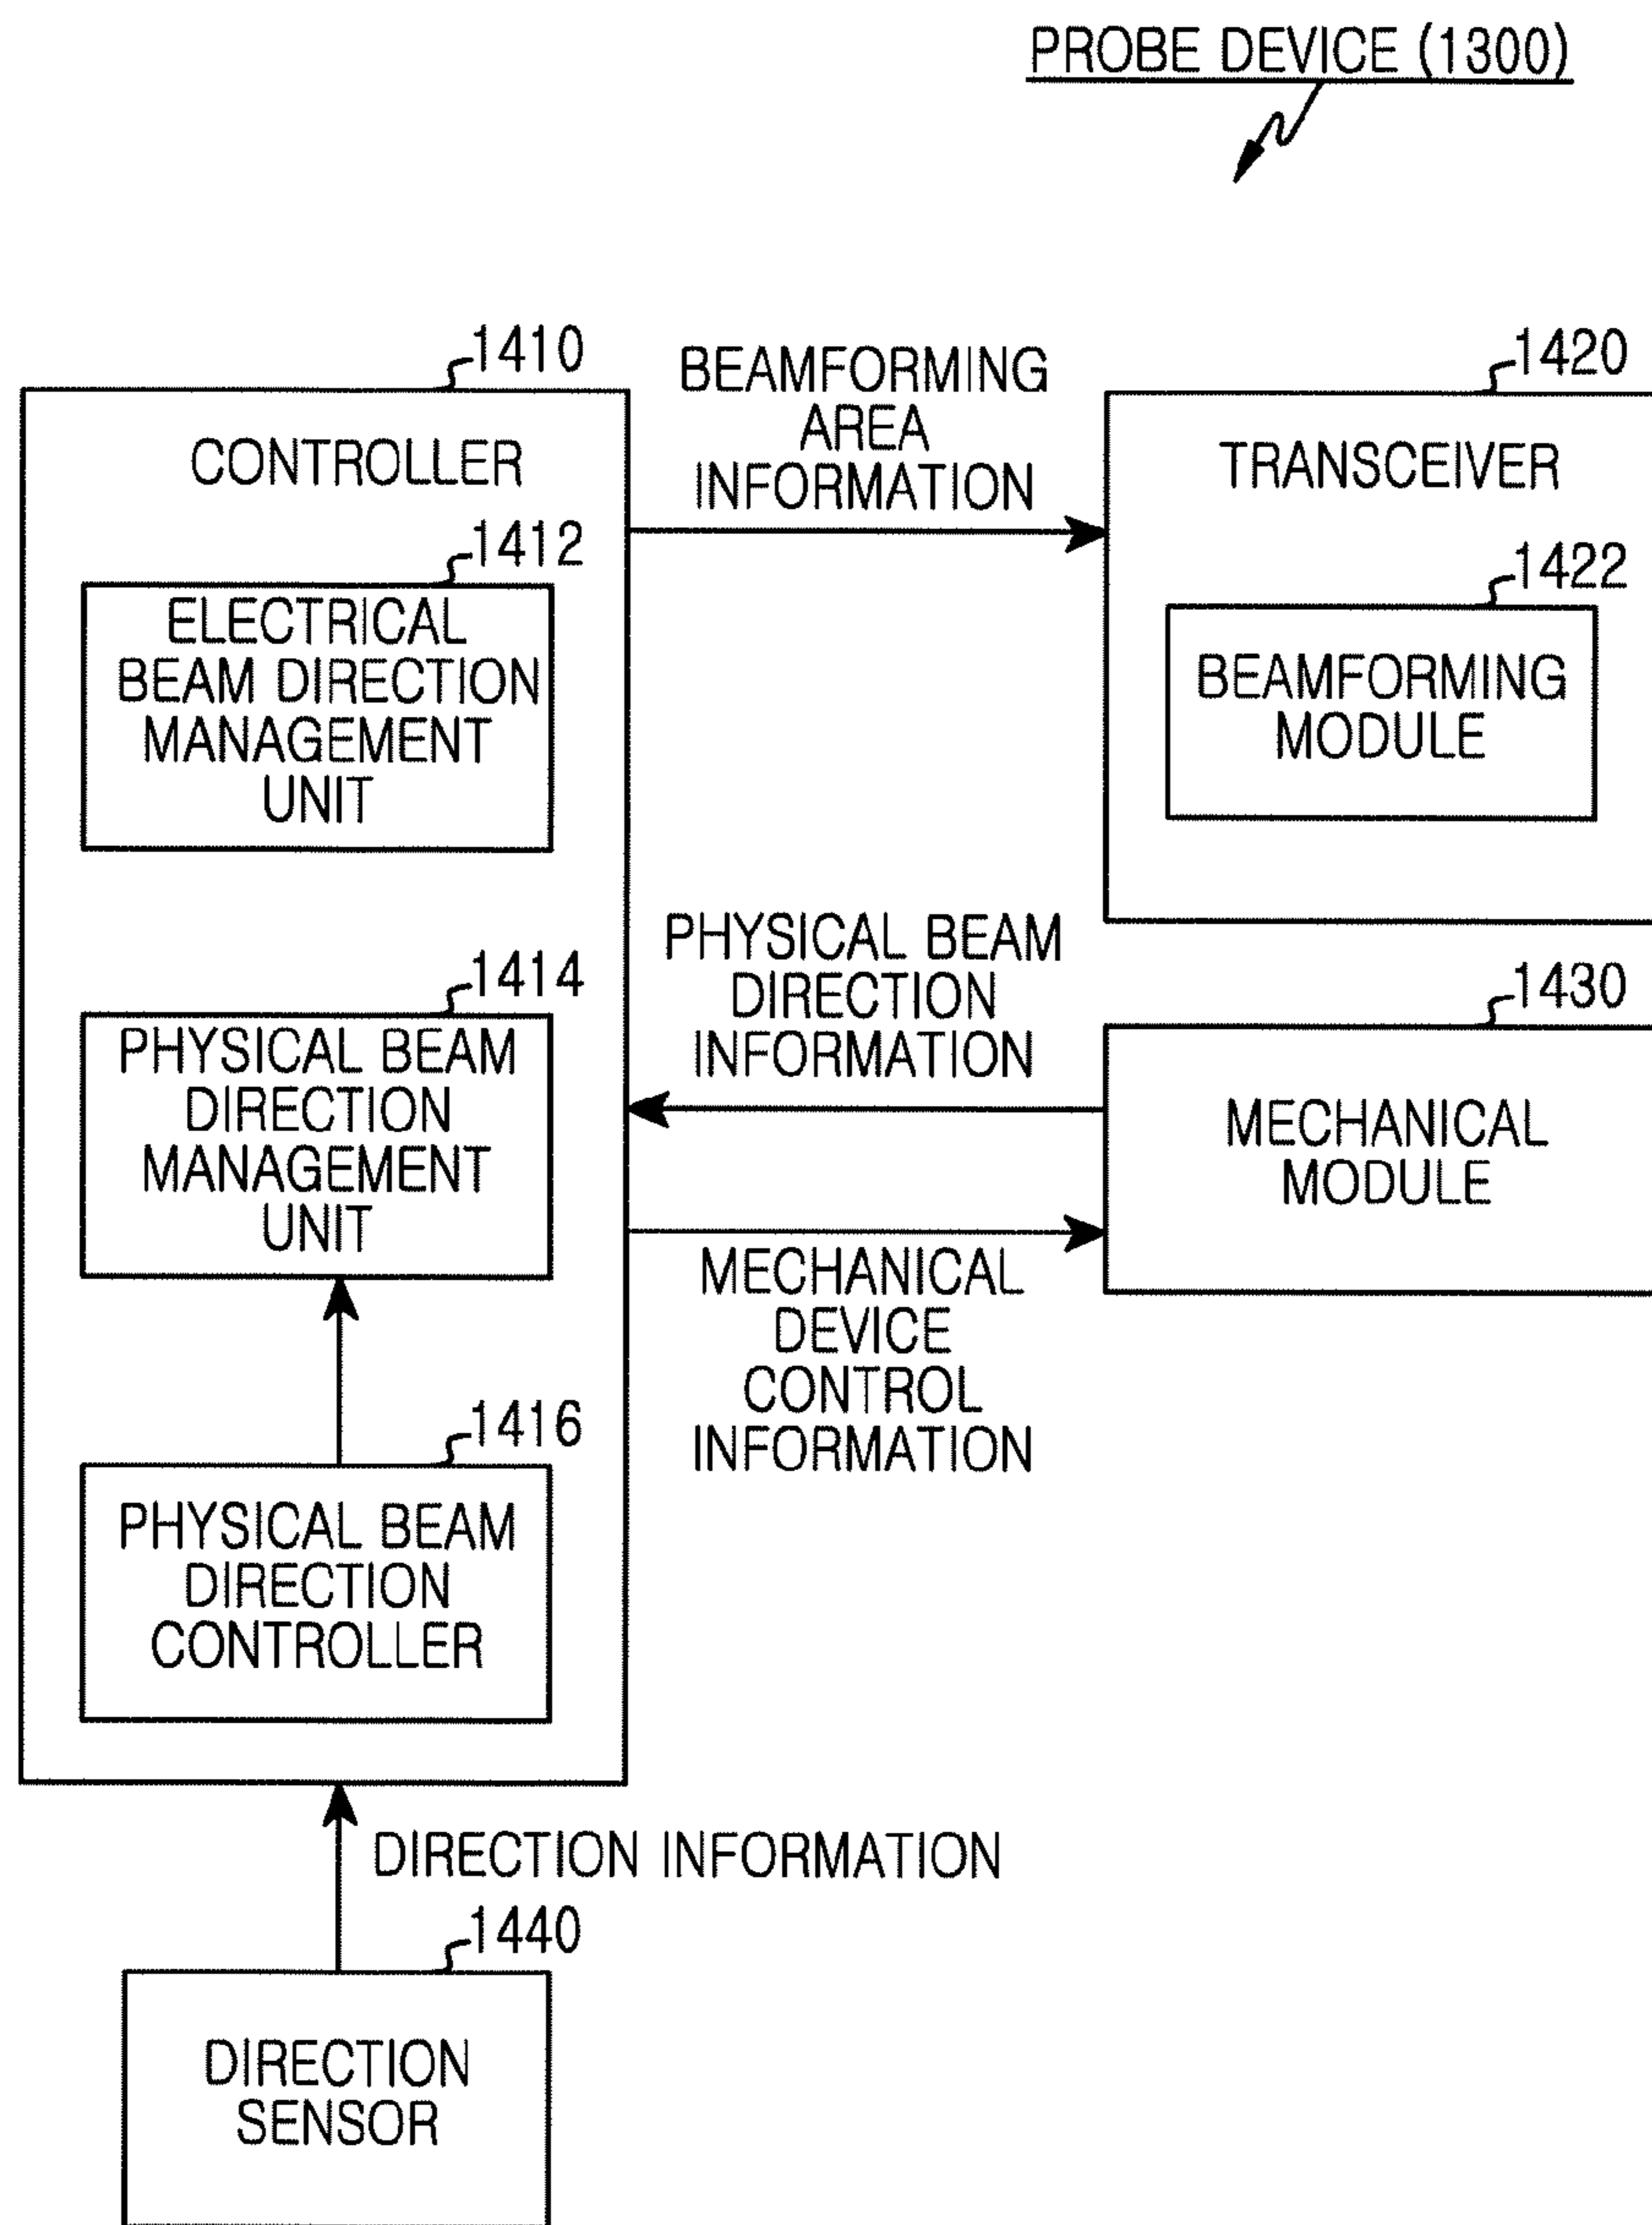 PROBE DEVICE (1300)
1410
CONTROLLER
1412
ELECTRICAL
BEAM DIRECTION
MANAGEMENT
UNIT
1414
PHYSICAL BEAM
DIRECTION
MANAGEMENT
UNIT
1416
PHYSICAL BEAM
DIRECTION
CONTROLLER
BEAMFORMING
AREA
INFORMATION
1420
TRANSCEIVER
1422
BEAMFORMING
MODULE
PHYSICAL BEAM
DIRECTION
INFORMATION
1430
MECHANICAL
MODULE
MECHANICAL
DEVICE
CONTROL
INFORMATION
DIRECTION INFORMATION
1440
DIRECTION
SENSOR